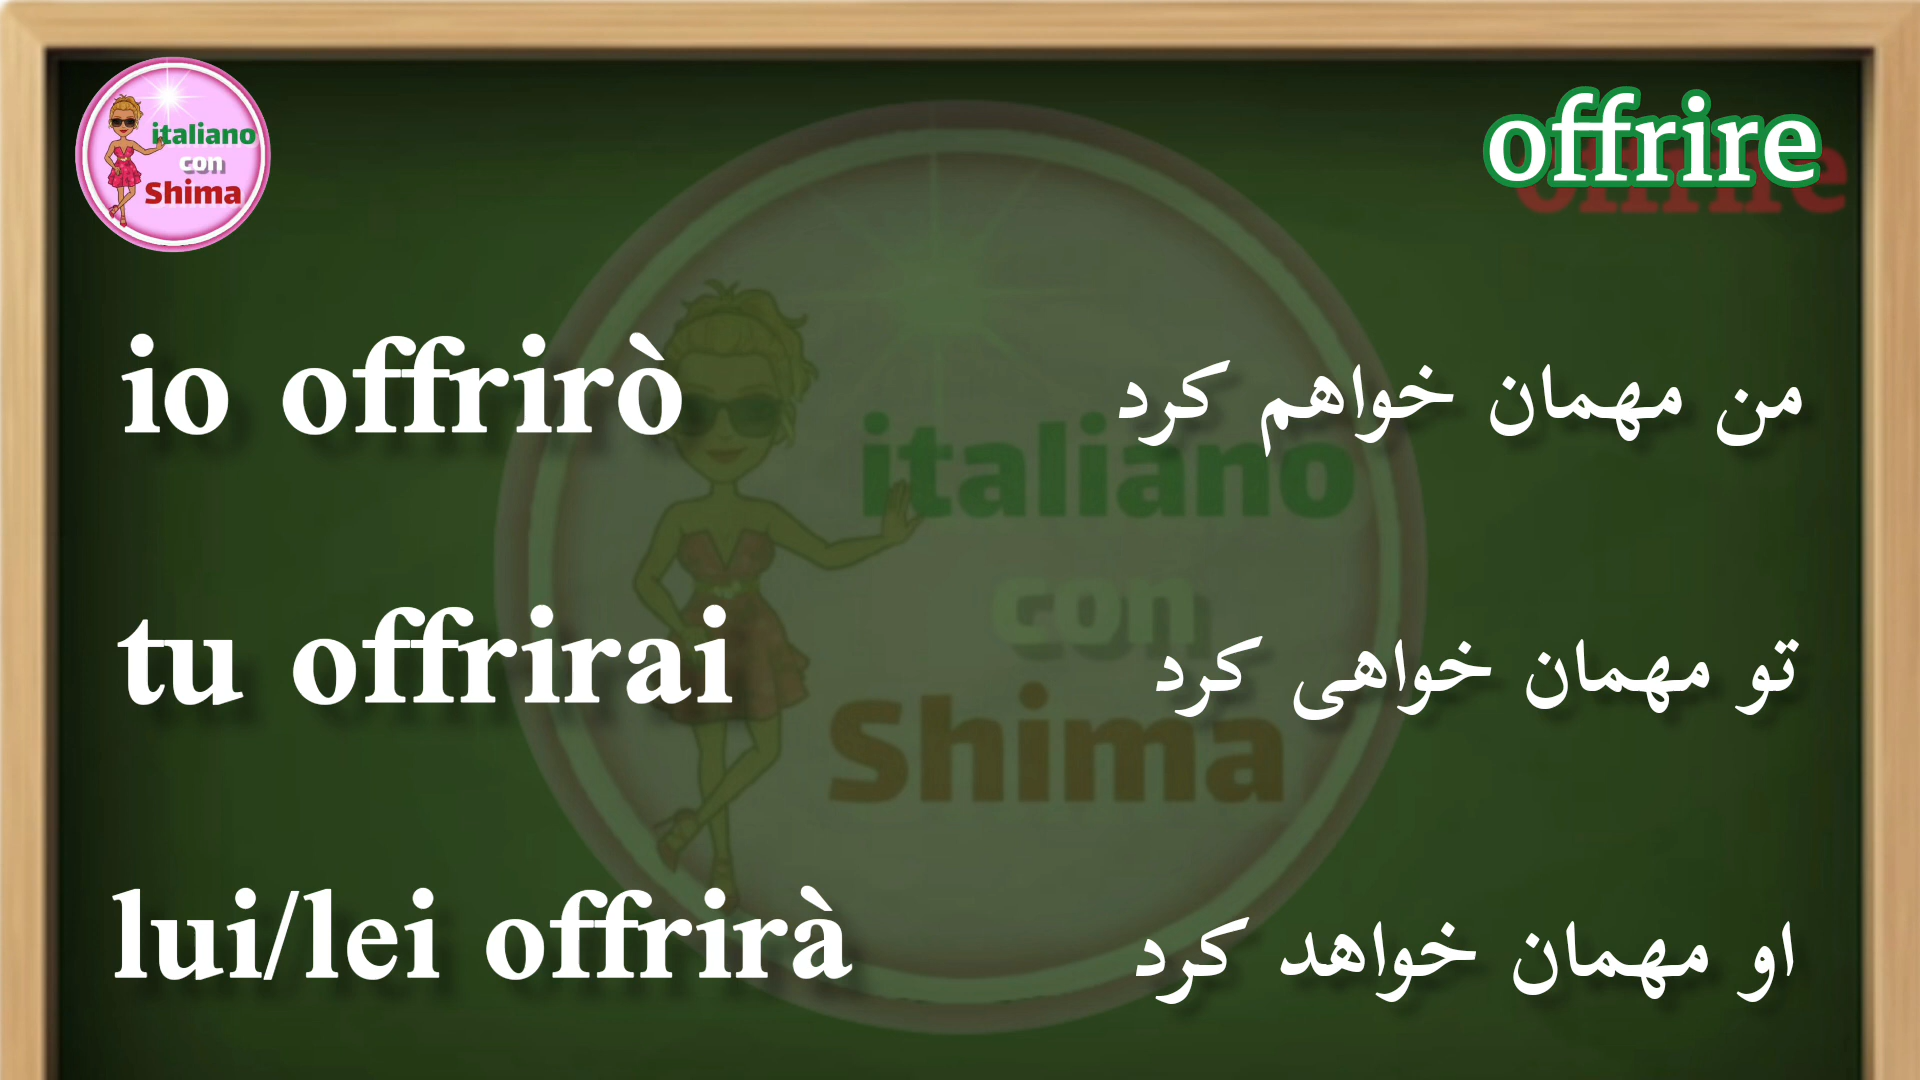 italiano
con
Shima
offrire
io offrirò
من مهمان خواهم کرد
tu offrirai
تو مهمان خواهی کرد
lui/lei offrirà
او مهمان خواهد کرد
italiano
con
Shima